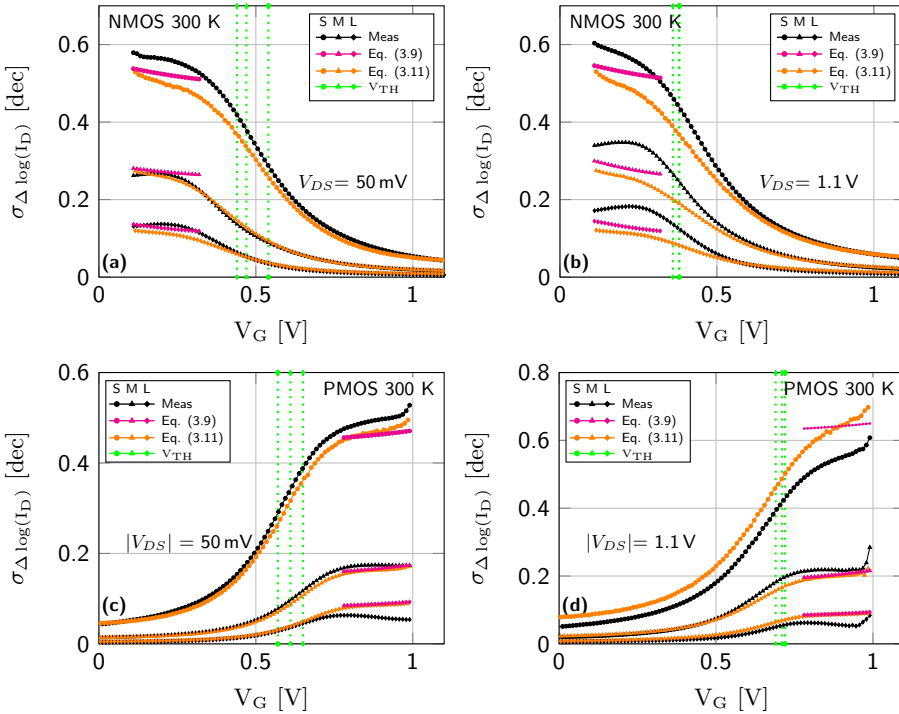 NMOS 300 K
S M L
Meas
Eq. (3.9)
Eq. (3.11)
VTH
VDS= 50 mV
(a)
0
0.2
0.4
0.6
0
0.5
1
VG [V]
σΔ log(ID) [dec]
NMOS 300 K
S M L
Meas
Eq. (3.9)
Eq. (3.11)
VTH
VDS= 1.1 V
(b)
0
0.2
0.4
0.6
0
0.5
1
VG [V]
σΔ log(ID) [dec]
PMOS 300 K
S M L
Meas
Eq. (3.9)
Eq. (3.11)
VTH
|VDS| = 50 mV
(c)
0
0.2
0.4
0.6
0
0.5
1
VG [V]
σΔ log(ID) [dec]
PMOS 300 K
S M L
Meas
Eq. (3.9)
Eq. (3.11)
VTH
|VDS|= 1.1 V
(d)
0
0.2
0.4
0.6
0.8
0
0.5
1
VG [V]
σΔ log(ID) [dec]